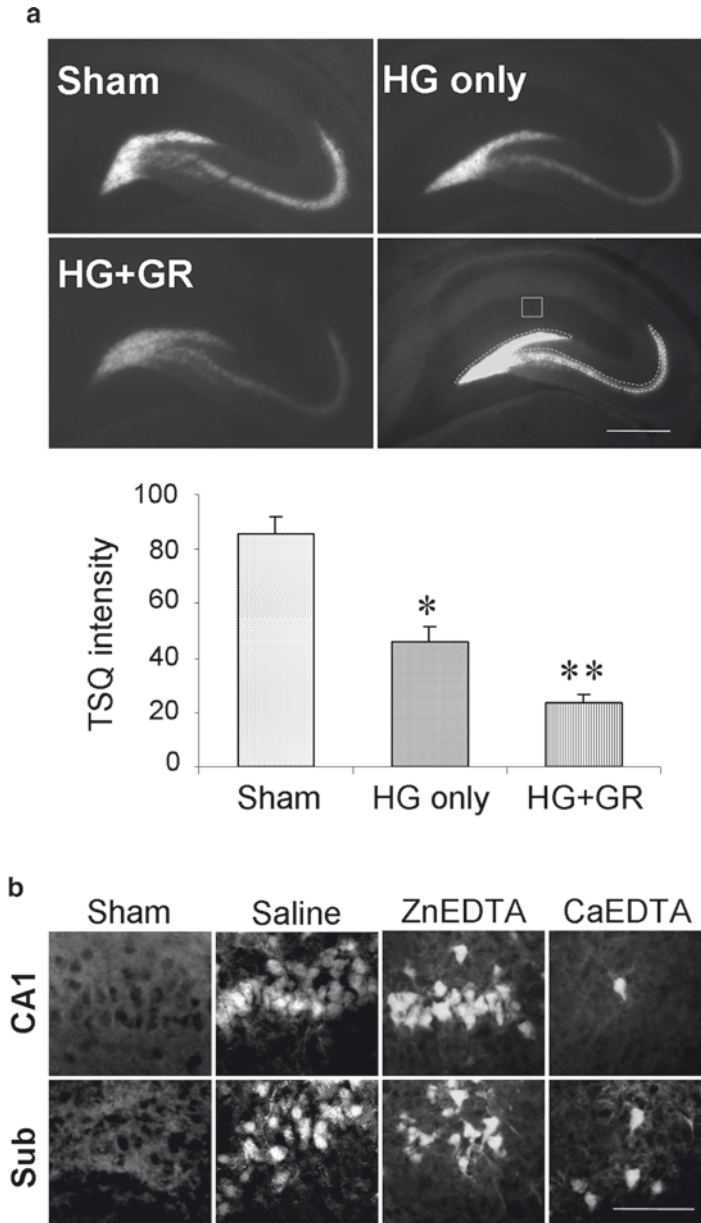 a
Sham
HG only
HG+GR
100
80
60
40
20
0
TSQ intensity
*
**
Sham
HG only
HG+GR
b
Sham
Saline
ZnEDTA
CaEDTA
CA1
Sub